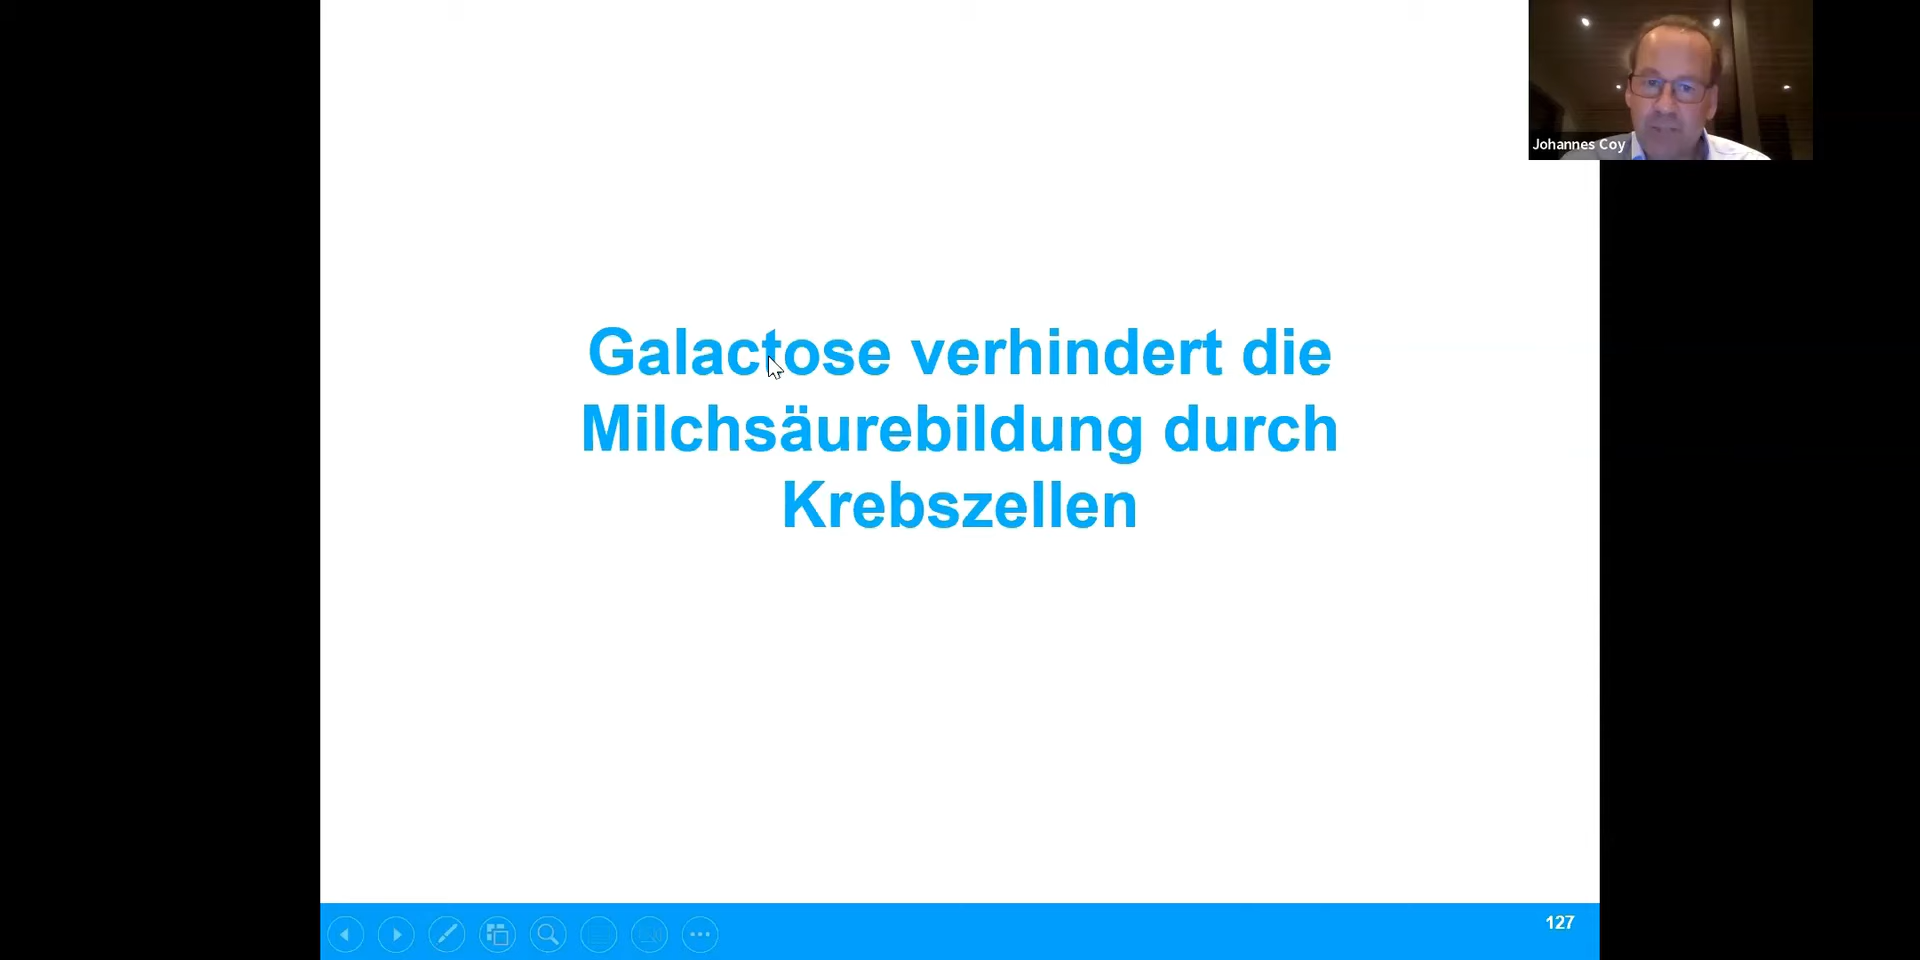 Johannes Coy
Galactose verhindert die
Milchsäurebildung durch
Krebszellen
127